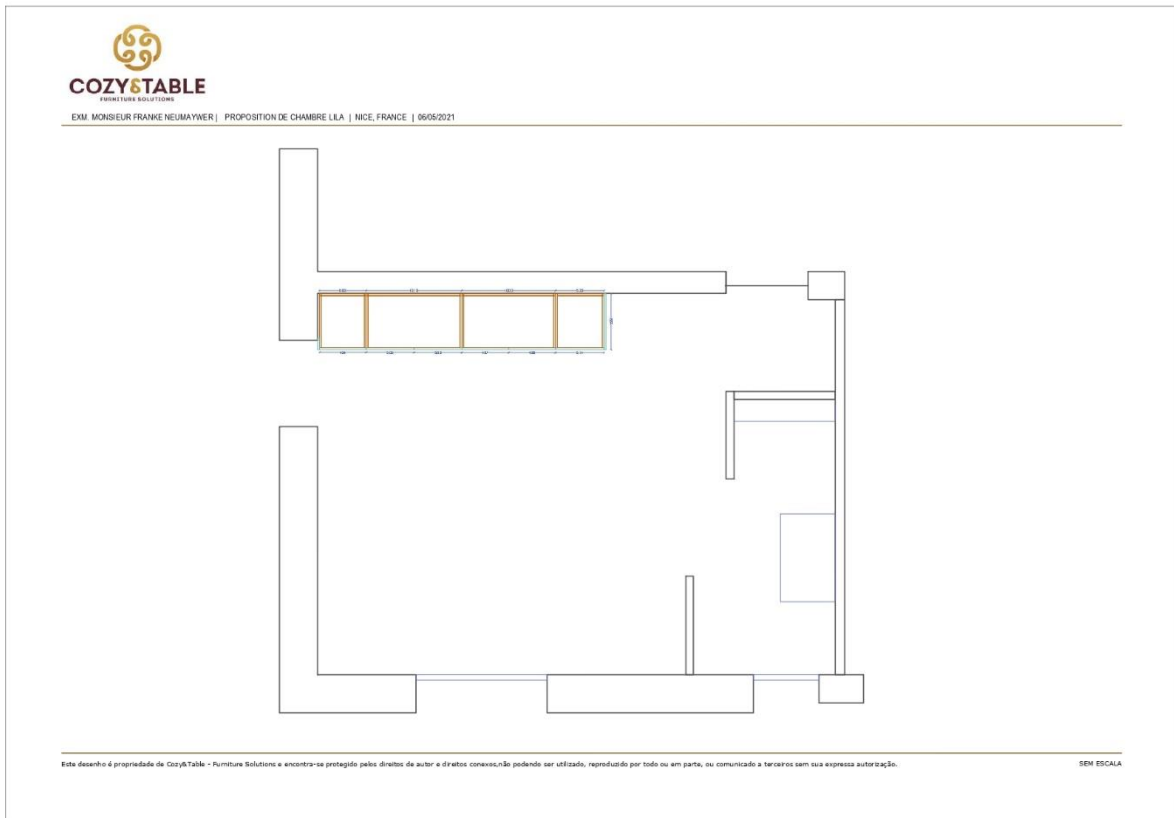 COZY&TABLE
FURNITURE SOLUTIONS
EXM. MONSIEUR FRANKE NEUMAYWER | PROPOSITION DE CHAMBRE LILA | NICE, FRANCE | 06/05/2021
Este desenho é propriedade de Cozy&Table - Furniture Solutions e encontra-se protegido pelos direitos de autor e direitos conexos,não podendo ser utilizado, reproduzido por todo ou em parte, ou comunicado a terceiros sem sua expressa autorização.
SEM ESCALA